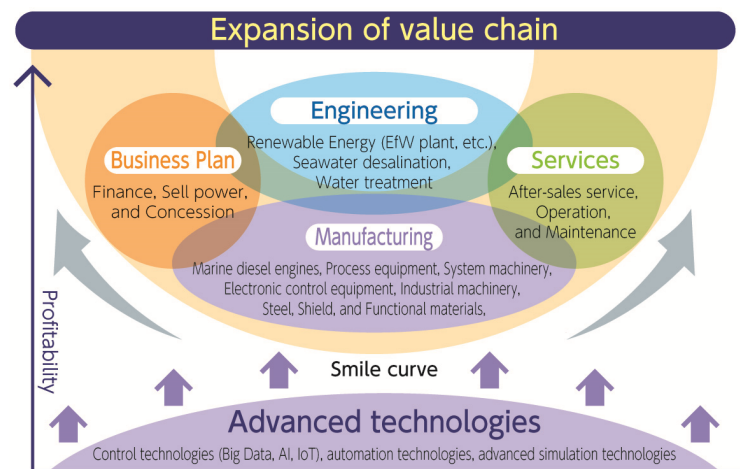 Expansion of value chain
Engineering
Renewable Energy (EfW plant, etc.),
Seawater desalination,
Water treatment
Business Plan
Finance, Sell power,
and Concession
Services
After-sales service,
Operation,
and Maintenance
Manufacturing
Marine diesel engines, Process equipment, System machinery,
Electronic control equipment, Industrial machinery,
Steel, Shield, and Functional materials,
Profitability
Smile curve
Advanced technologies
Control technologies (Big Data, AI, IoT), automation technologies, advanced simulation technologies